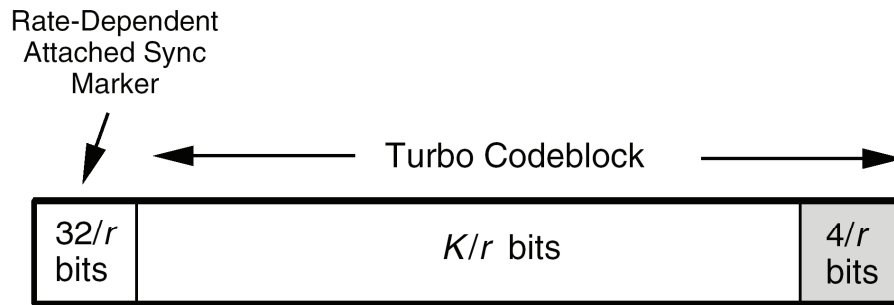 Rate-Dependent
Attached Sync
Marker
Turbo Codeblock
32/r
bits
K/r bits
4/r
bits